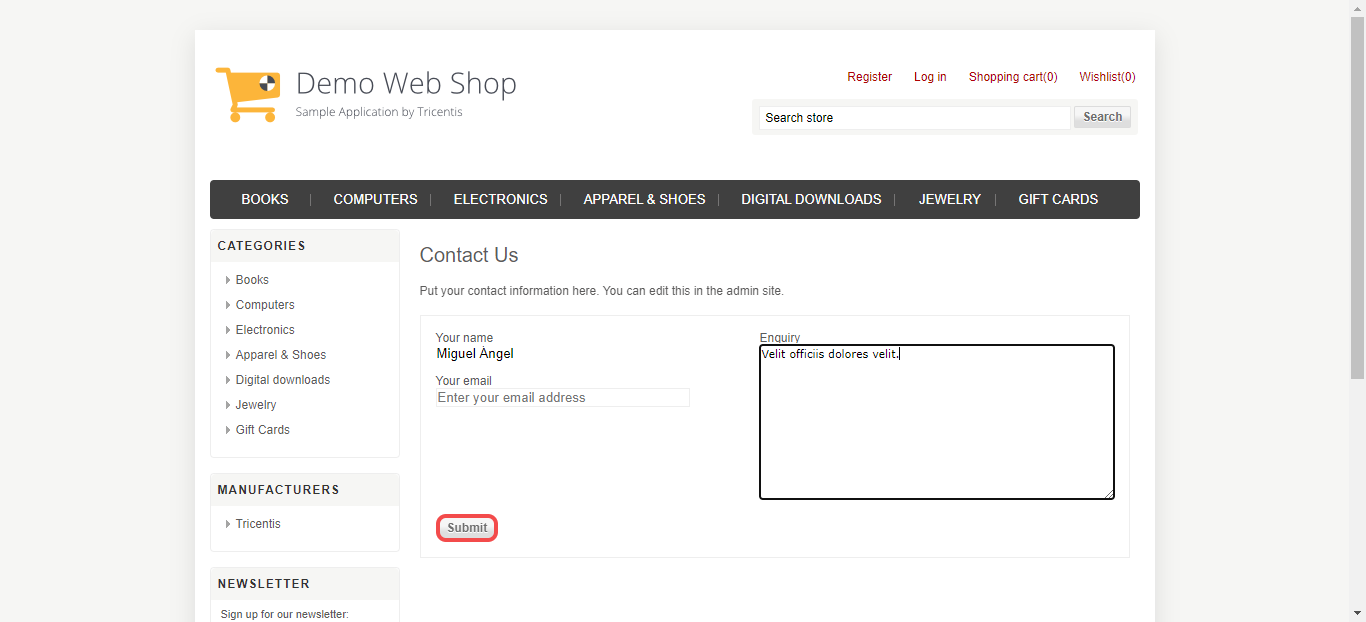 Demo Web Shop
Sample Application by Tricentis
Register Log in Shopping cart(0) Wishlist(0)
Search store Search
BOOKS COMPUTERS ELECTRONICS APPAREL & SHOES DIGITAL DOWNLOADS JEWELRY GIFT CARDS
CATEGORIES
Books
Computers
Electronics
Apparel & Shoes
Digital downloads
Jewelry
Gift Cards
MANUFACTURERS
Tricentis
NEWSLETTER
Sign up for our newsletter:
Contact Us
Put your contact information here. You can edit this in the admin site.
Your name
Miguel Ángel
Your email
Enter your email address
Enquiry
Velit officiis dolores velit.
Submit